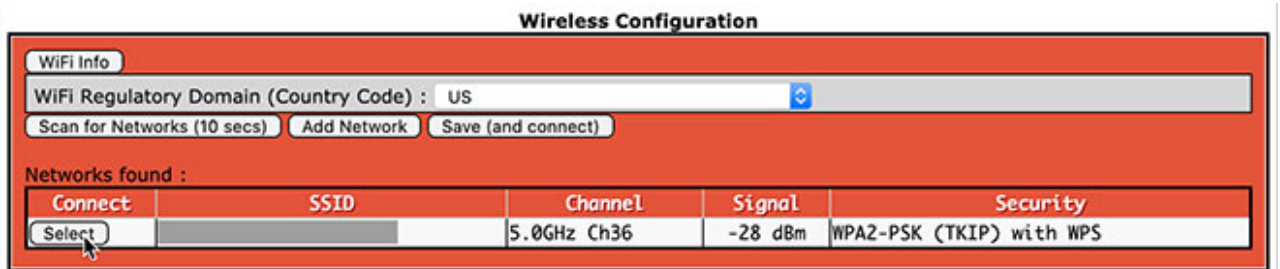 Wireless Configuration
WiFi Info
WiFi Regulatory Domain (Country Code) : US
Scan for Networks (10 secs) Add Network Save (and connect)
Networks found :
Connect SSID Channel Signal Security
Select 5.0GHz Ch36 -28 dBm WPA2-PSK (TKIP) with WPS